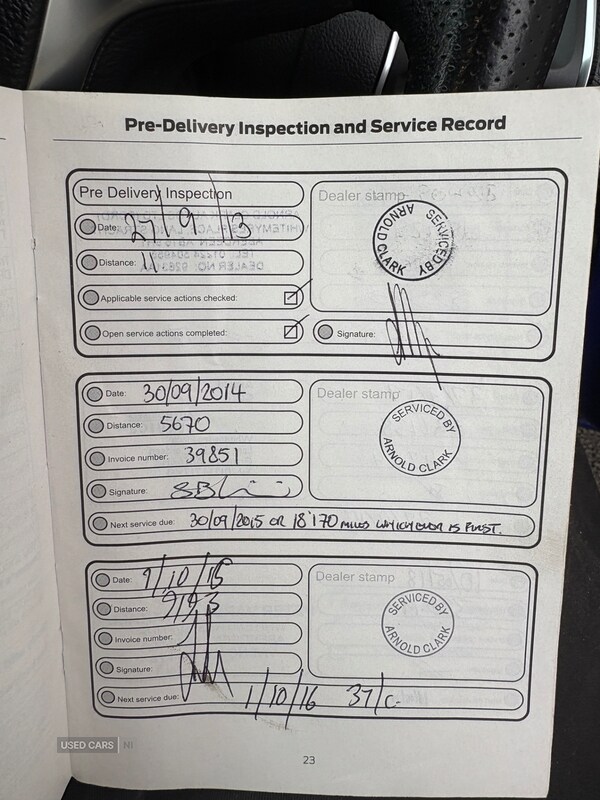 Pre-Delivery Inspection and Service Record
Pre Delivery Inspection
Date: 27/9/13
Distance: 11
Applicable service actions checked:
Open service actions completed:
Dealer stamp
SERVICED BY
ARNOLD CLARK
Signature:
Date: 30/09/2014
Distance: 5670
Invoice number: 39851
Signature:
Next service due: 30/09/2015 OR 18'170 MILES WHICHEVER IS FIRST.
Dealer stamp
SERVICED BY
ARNOLD CLARK
Date: 1/10/15
Distance:
Invoice number:
Signature:
Next service due: 1/10/16
Dealer stamp
SERVICED BY
ARNOLD CLARK
USED CARS NI
23